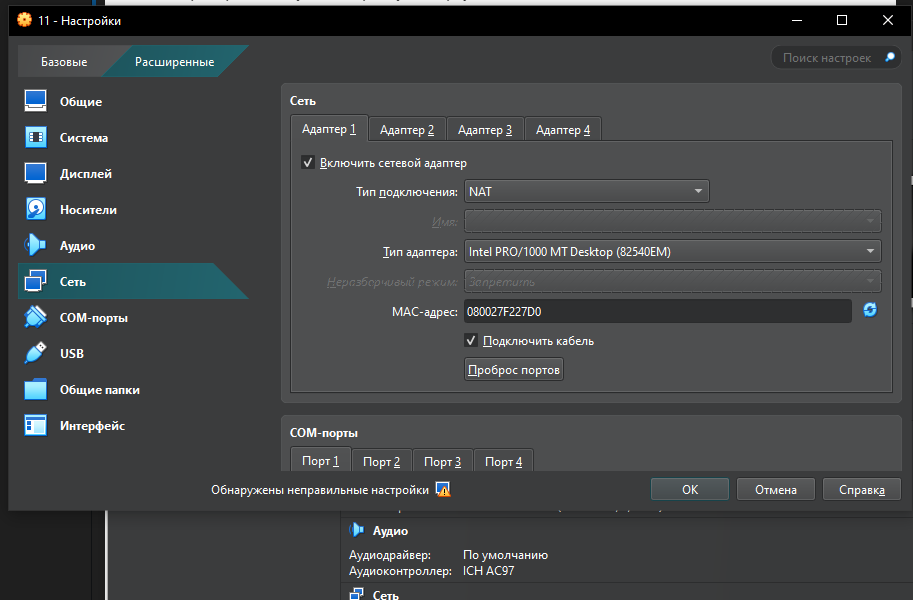 11 - Настройки
Базовые
Расширенные
Поиск настроек
Общие
Система
Дисплей
Носители
Аудио
Сеть
COM-порты
USB
Общие папки
Интерфейс
Сеть
Адаптер 1
Адаптер 2
Адаптер 3
Адаптер 4
Включить сетевой адаптер
Тип подключения: NAT
Имя:
Тип адаптера: Intel PRO/1000 MT Desktop (82540EM)
Неразборчивый режим: Запретить
MAC-адрес: 080027F227D0
Подключить кабель
Проброс портов
COM-порты
Порт 1
Порт 2
Порт 3
Порт 4
Обнаружены неправильные настройки
ОК
Отмена
Справка
Аудио
Аудиодрайвер: По умолчанию
Аудиоконтроллер: ICH AC97
Сеть